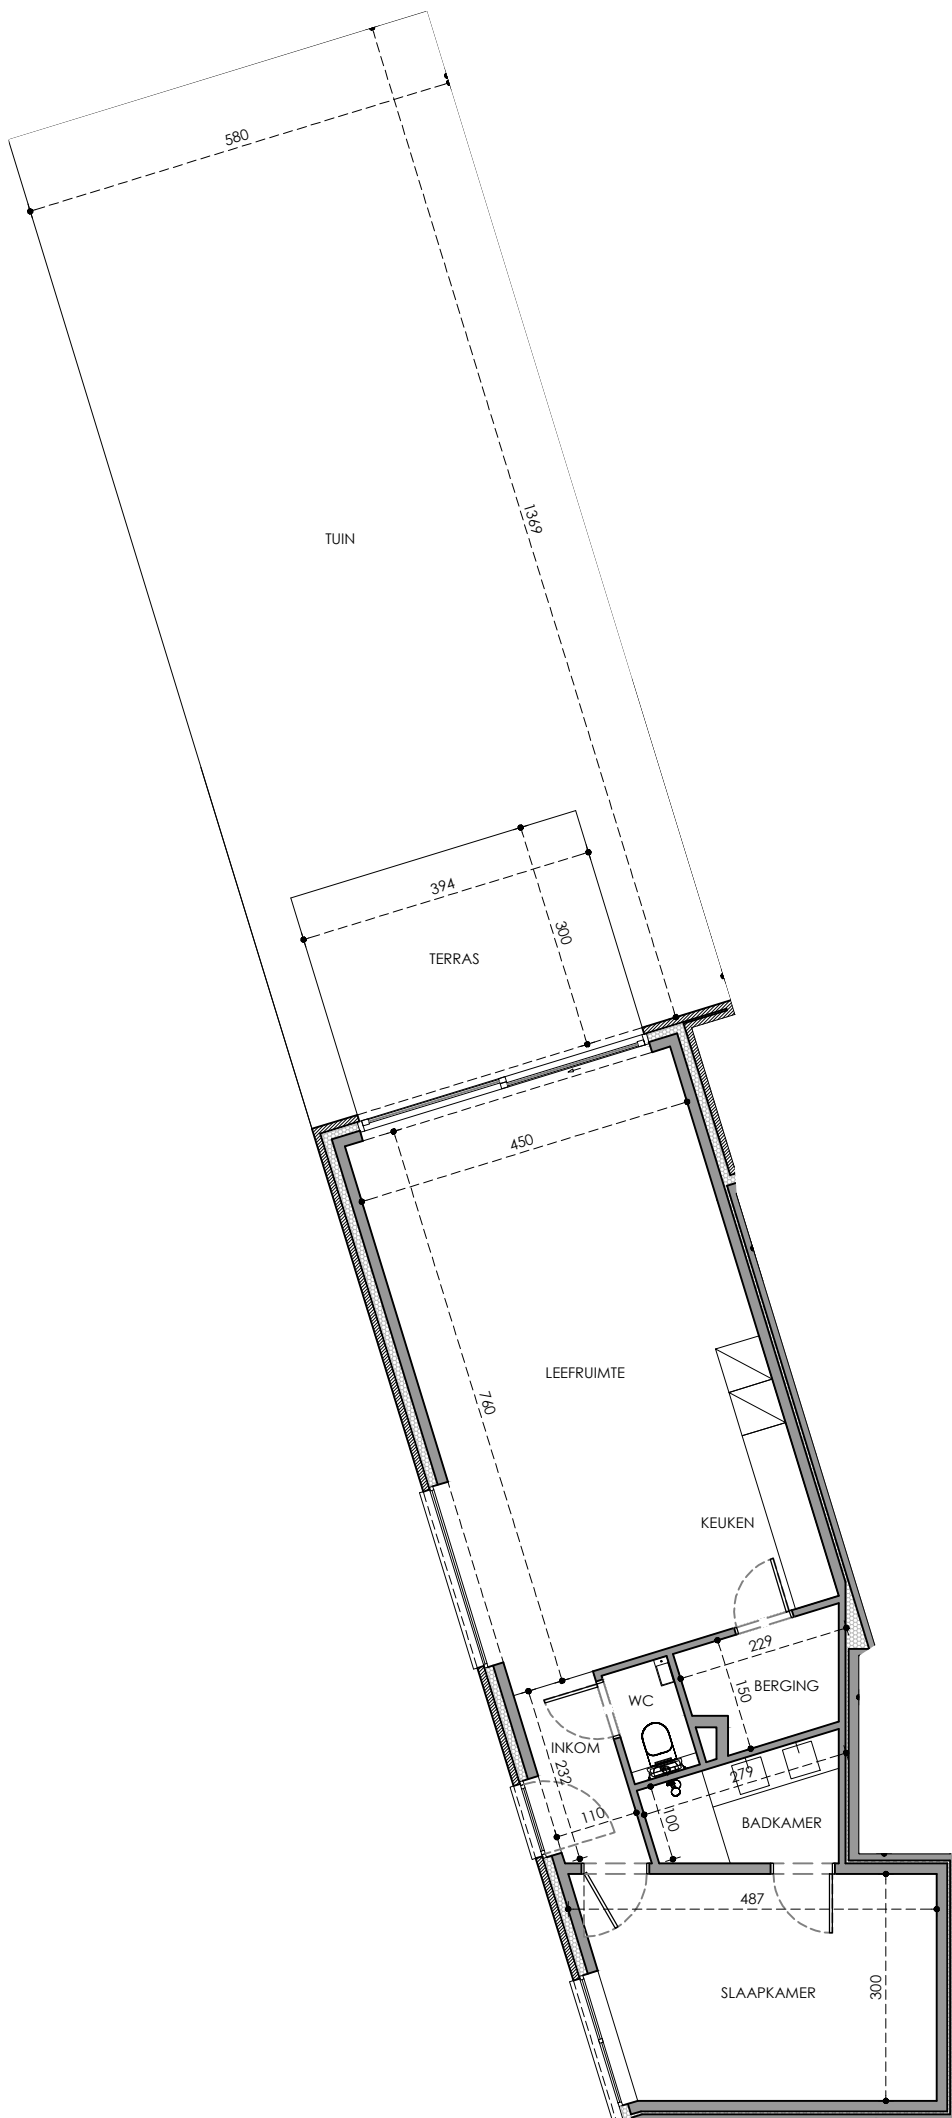 580
1369
TUIN
394
300
TERRAS
450
LEEFRUIMTE
760
KEUKEN
229
BERGING
150
WC
INKOM
232
279
110
100
BADKAMER
487
SLAAPKAMER
300